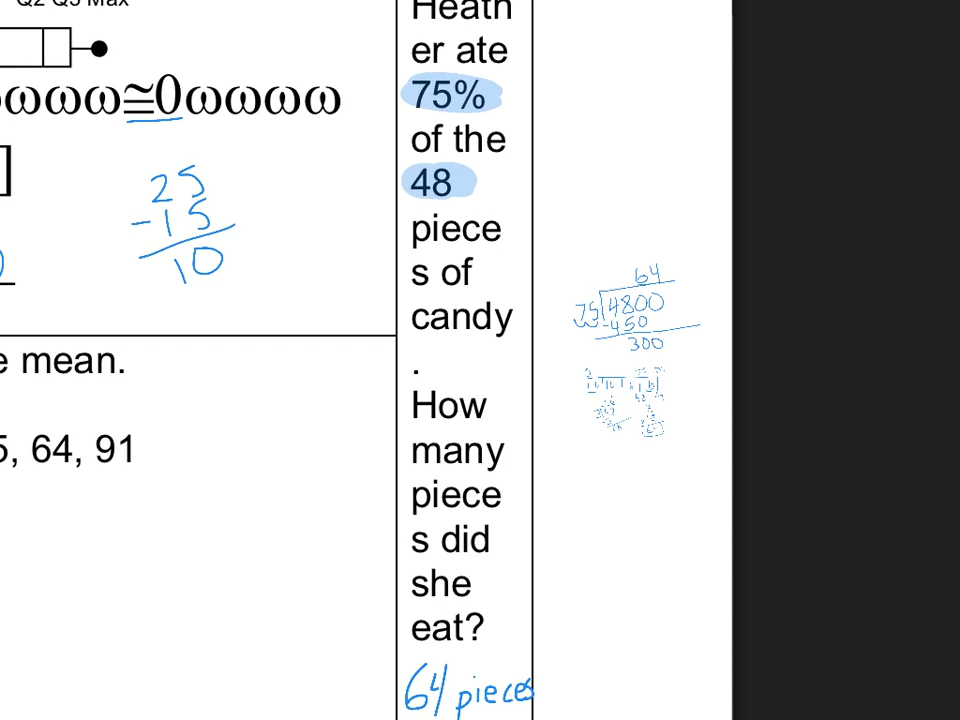 Q2 Q3 Max
ωωω≅0ωωωω
]
25
-15
10
e mean.
5, 64, 91
Heath
er ate
75%
of the
48
piece
s of
candy
.
How
many
piece
s did
she
eat?
64 pieces
64
75 4800
-450
300